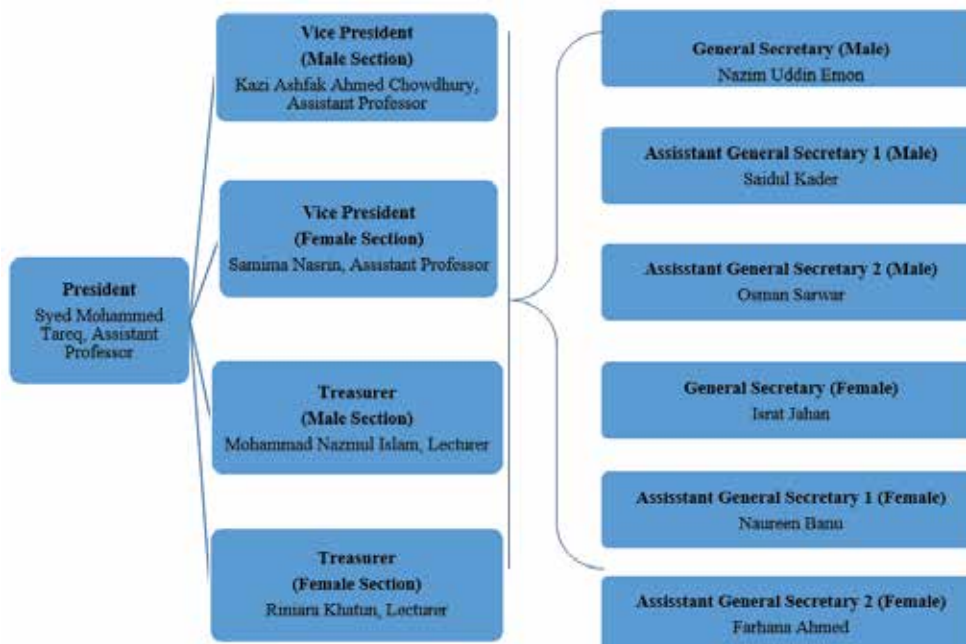 President
Syed Mohammed
Tareq, Assistant
Professor
Vice President
(Male Section)
Kazi Ashfak Ahmed Chowdhury,
Assistant Professor
Vice President
(Female Section)
Samima Nasrin, Assistant Professor
Treasurer
(Male Section)
Mohammad Nazmul Islam, Lecturer
Treasurer
(Female Section)
Rimiara Khatun, Lecturer
General Secretary (Male)
Nazim Uddin Emon
Assisstant General Secretary 1 (Male)
Saidul Kader
Assisstant General Secretary 2 (Male)
Osman Sarwar
General Secretary (Female)
Israt Jahan
Assisstant General Secretary 1 (Female)
Naureen Banu
Assisstant General Secretary 2 (Female)
Farhana Ahmed